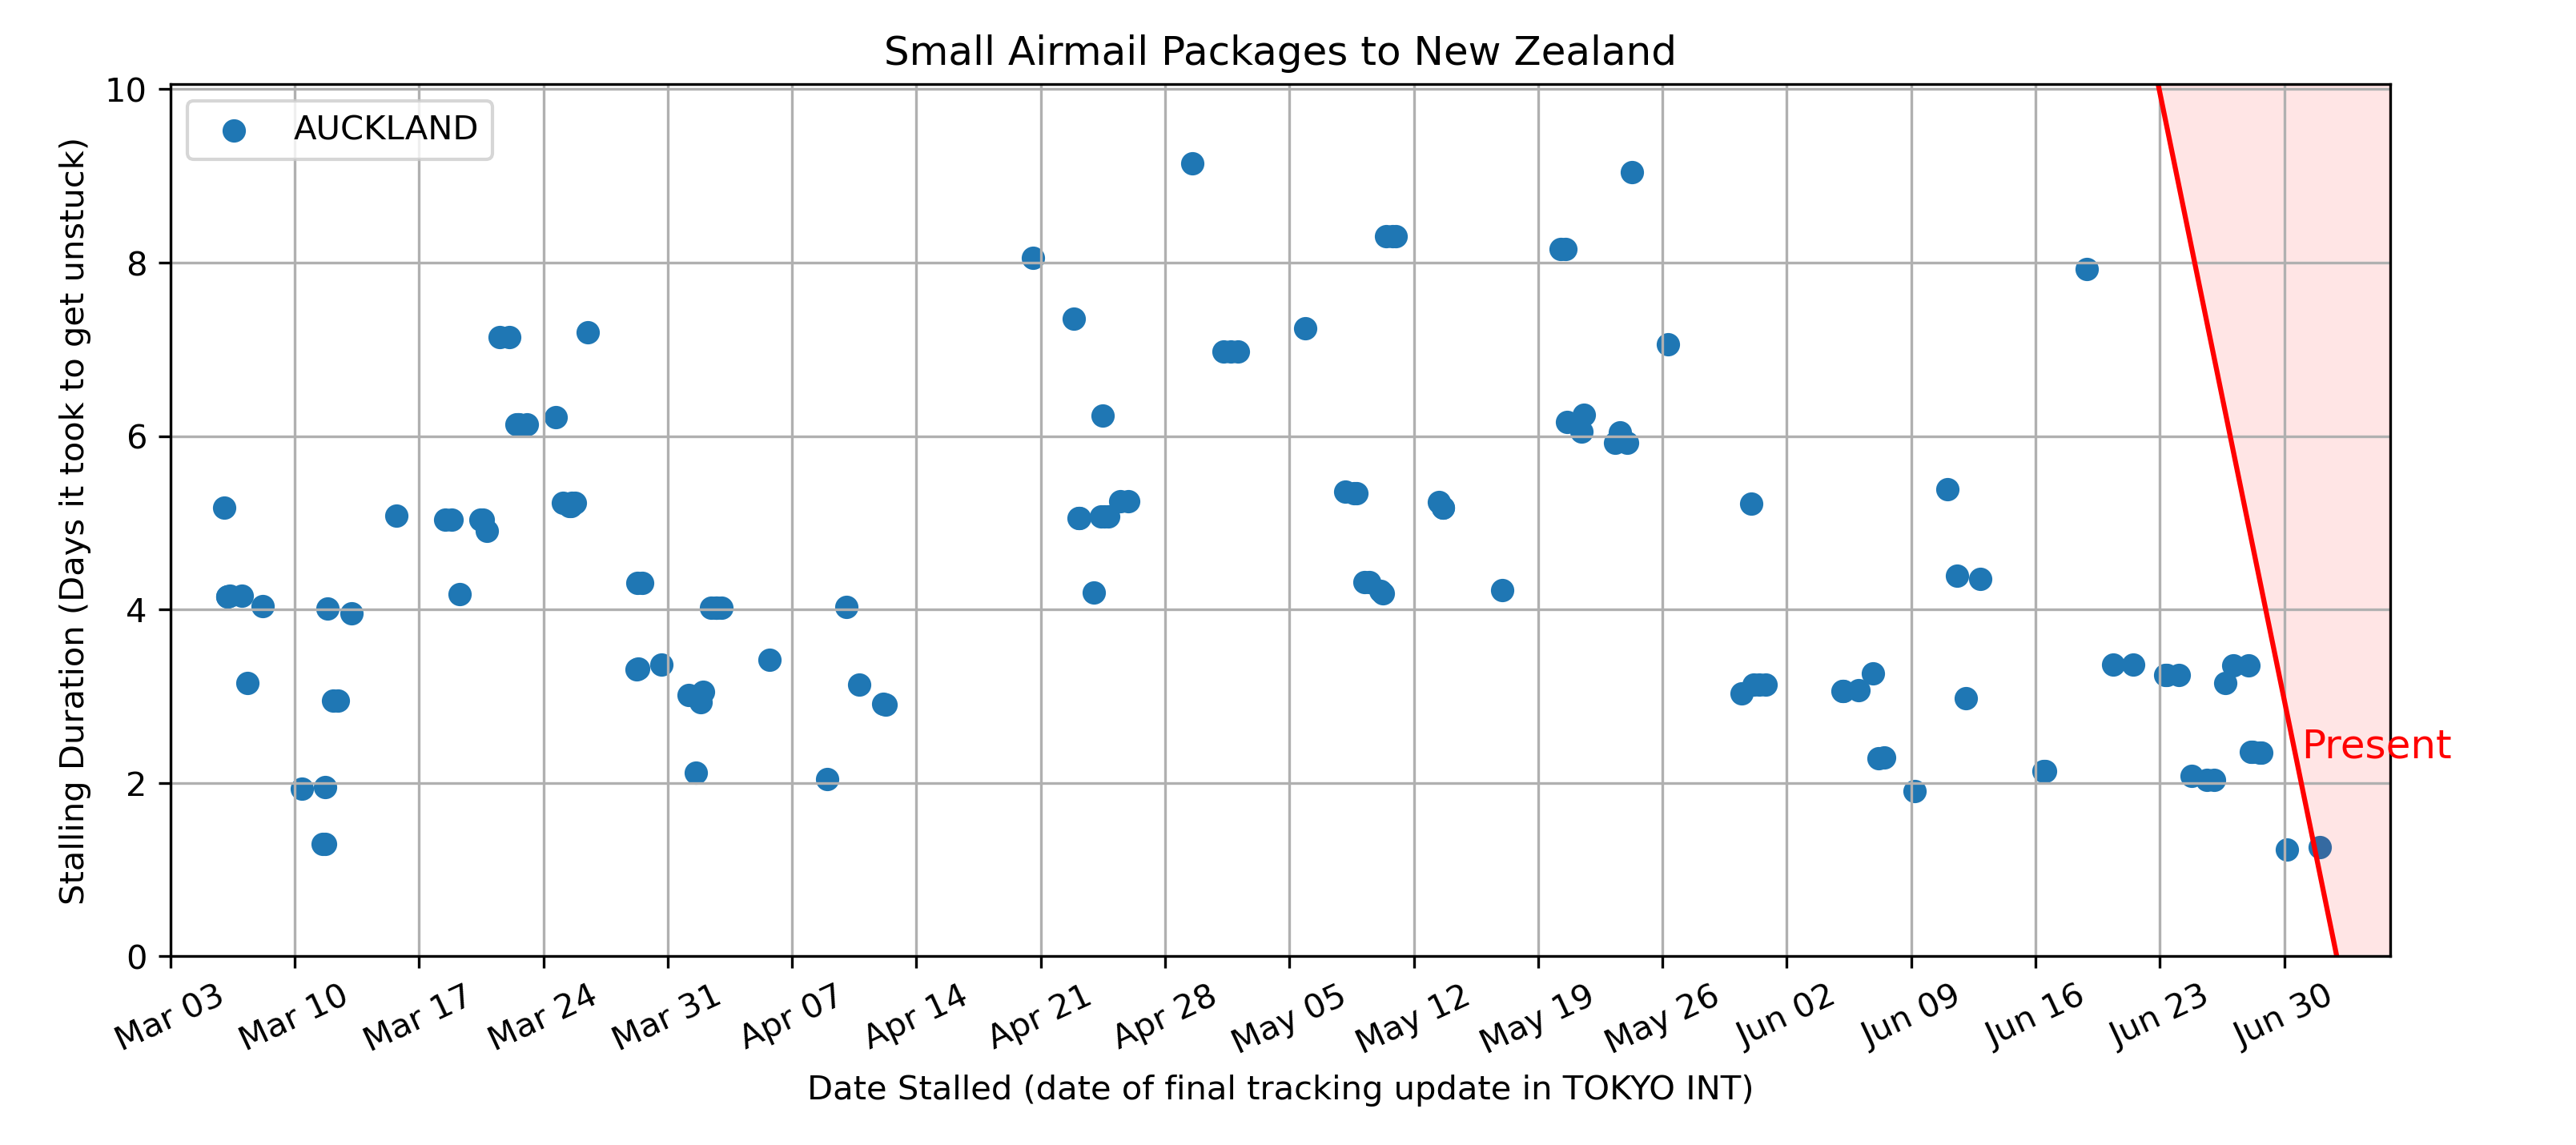 Small Airmail Packages to New Zealand
AUCKLAND
Stalling Duration (Days it took to get unstuck)
10
8
6
4
2
0
Present
Mar 03
Mar 10
Mar 17
Mar 24
Mar 31
Apr 07
Apr 14
Apr 21
Apr 28
May 05
May 12
May 19
May 26
Jun 02
Jun 09
Jun 16
Jun 23
Jun 30
Date Stalled (date of final tracking update in TOKYO INT)